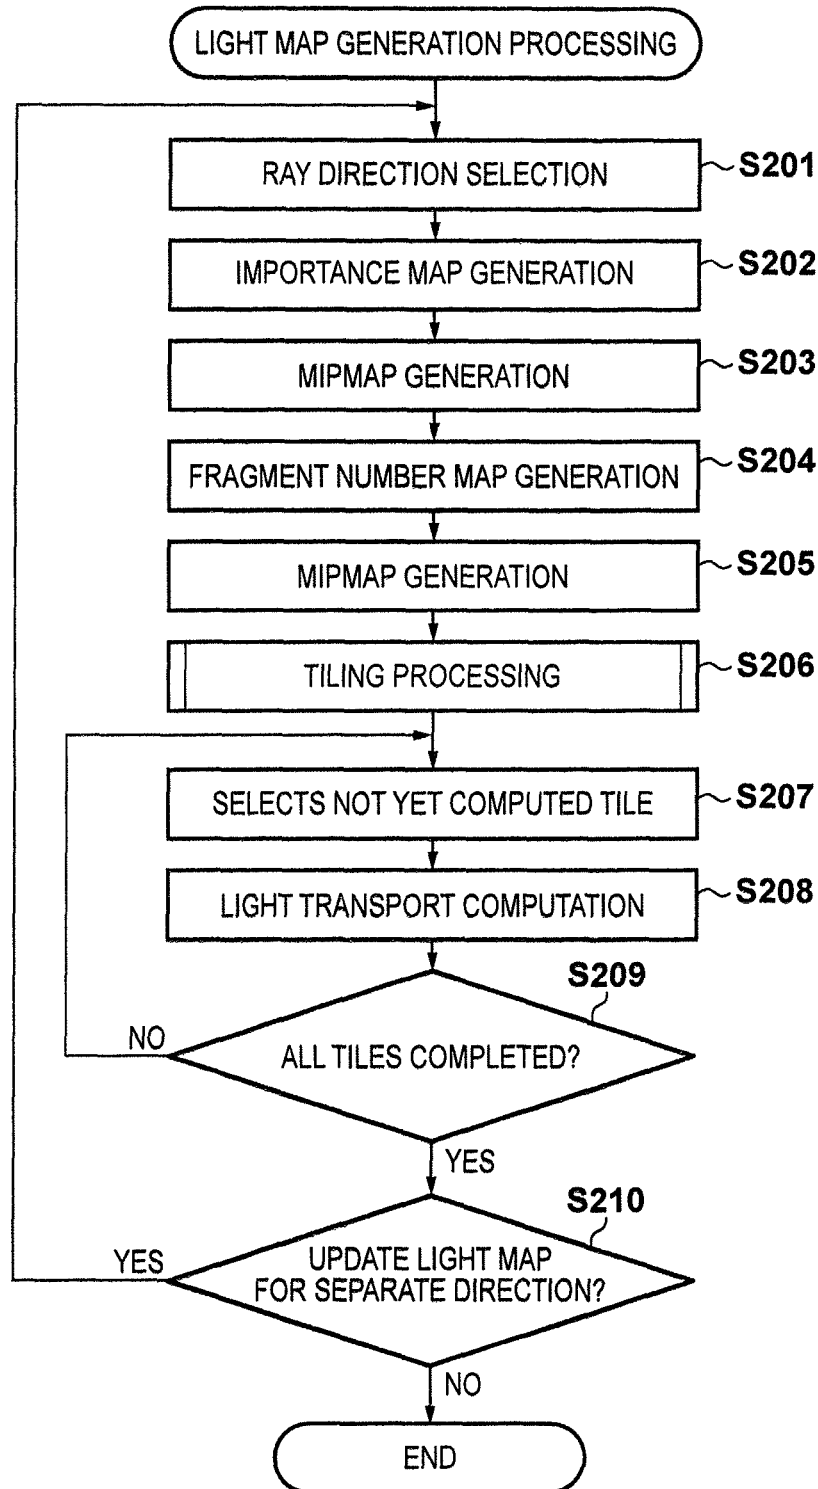 LIGHT MAP GENERATION PROCESSING
RAY DIRECTION SELECTION
S201
IMPORTANCE MAP GENERATION
S202
MIPMAP GENERATION
S203
FRAGMENT NUMBER MAP GENERATION
S204
MIPMAP GENERATION
S205
TILING PROCESSING
S206
SELECTS NOT YET COMPUTED TILE
S207
LIGHT TRANSPORT COMPUTATION
S208
S209
NO
ALL TILES COMPLETED?
YES
S210
YES
UPDATE LIGHT MAP
FOR SEPARATE DIRECTION?
NO
END